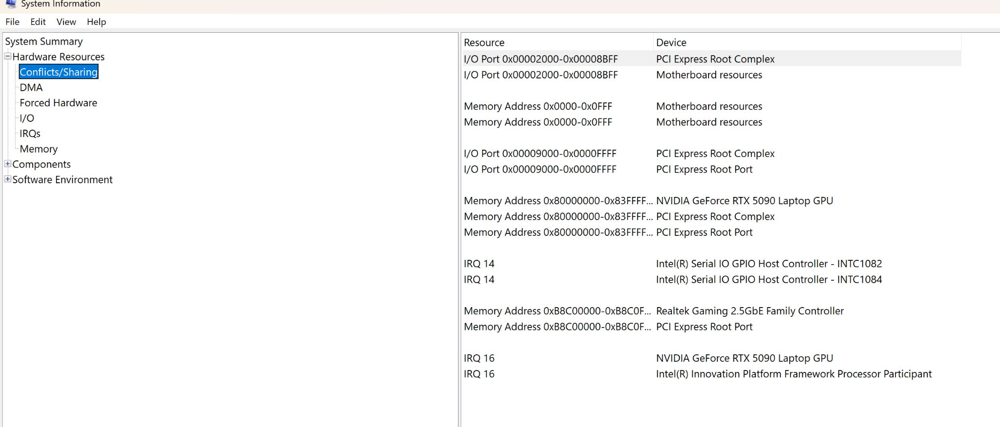 System Information
File Edit View Help
System Summary
Hardware Resources
Conflicts/Sharing
DMA
Forced Hardware
I/O
IRQs
Memory
Components
Software Environment
Resource Device
I/O Port 0x00002000-0x00008BFF PCI Express Root Complex
I/O Port 0x00002000-0x00008BFF Motherboard resources
Memory Address 0x0000-0x0FFF Motherboard resources
Memory Address 0x0000-0x0FFF Motherboard resources
I/O Port 0x00009000-0x0000FFFF PCI Express Root Complex
I/O Port 0x00009000-0x0000FFFF PCI Express Root Port
Memory Address 0x80000000-0x83FFFF... NVIDIA GeForce RTX 5090 Laptop GPU
Memory Address 0x80000000-0x83FFFF... PCI Express Root Complex
Memory Address 0x80000000-0x83FFFF... PCI Express Root Port
IRQ 14 Intel(R) Serial IO GPIO Host Controller - INTC1082
IRQ 14 Intel(R) Serial IO GPIO Host Controller - INTC1084
Memory Address 0xB8C00000-0xB8C0F... Realtek Gaming 2.5GbE Family Controller
Memory Address 0xB8C00000-0xB8C0F... PCI Express Root Port
IRQ 16 NVIDIA GeForce RTX 5090 Laptop GPU
IRQ 16 Intel(R) Innovation Platform Framework Processor Participant